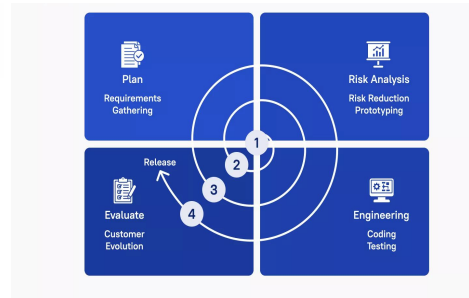 Plan
Requirements
Gathering
Risk Analysis
Risk Reduction
Prototyping
1
2
3
4
Release
Evaluate
Customer
Evolution
Engineering
Coding
Testing